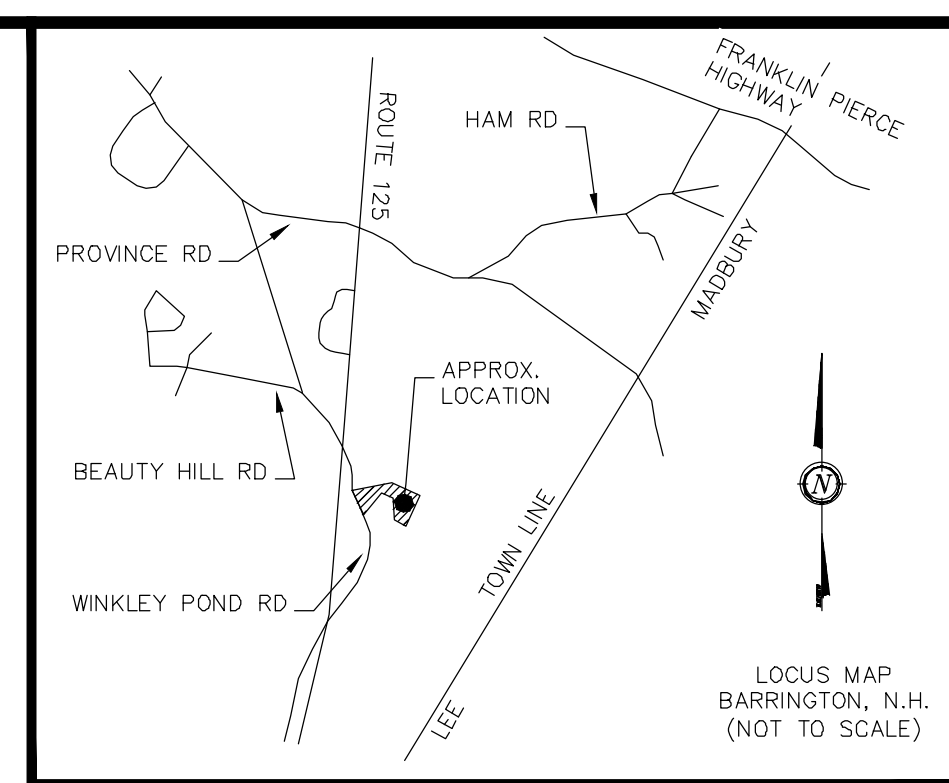 FRANKLIN PIERCE
HIGHWAY
ROUTE 125
HAM RD
PROVINCE RD
MADBURY
APPROX.
LOCATION
BEAUTY HILL RD
N
TOWN LINE
WINKLEY POND RD
LEE
LOCUS MAP
BARRINGTON, N.H.
(NOT TO SCALE)